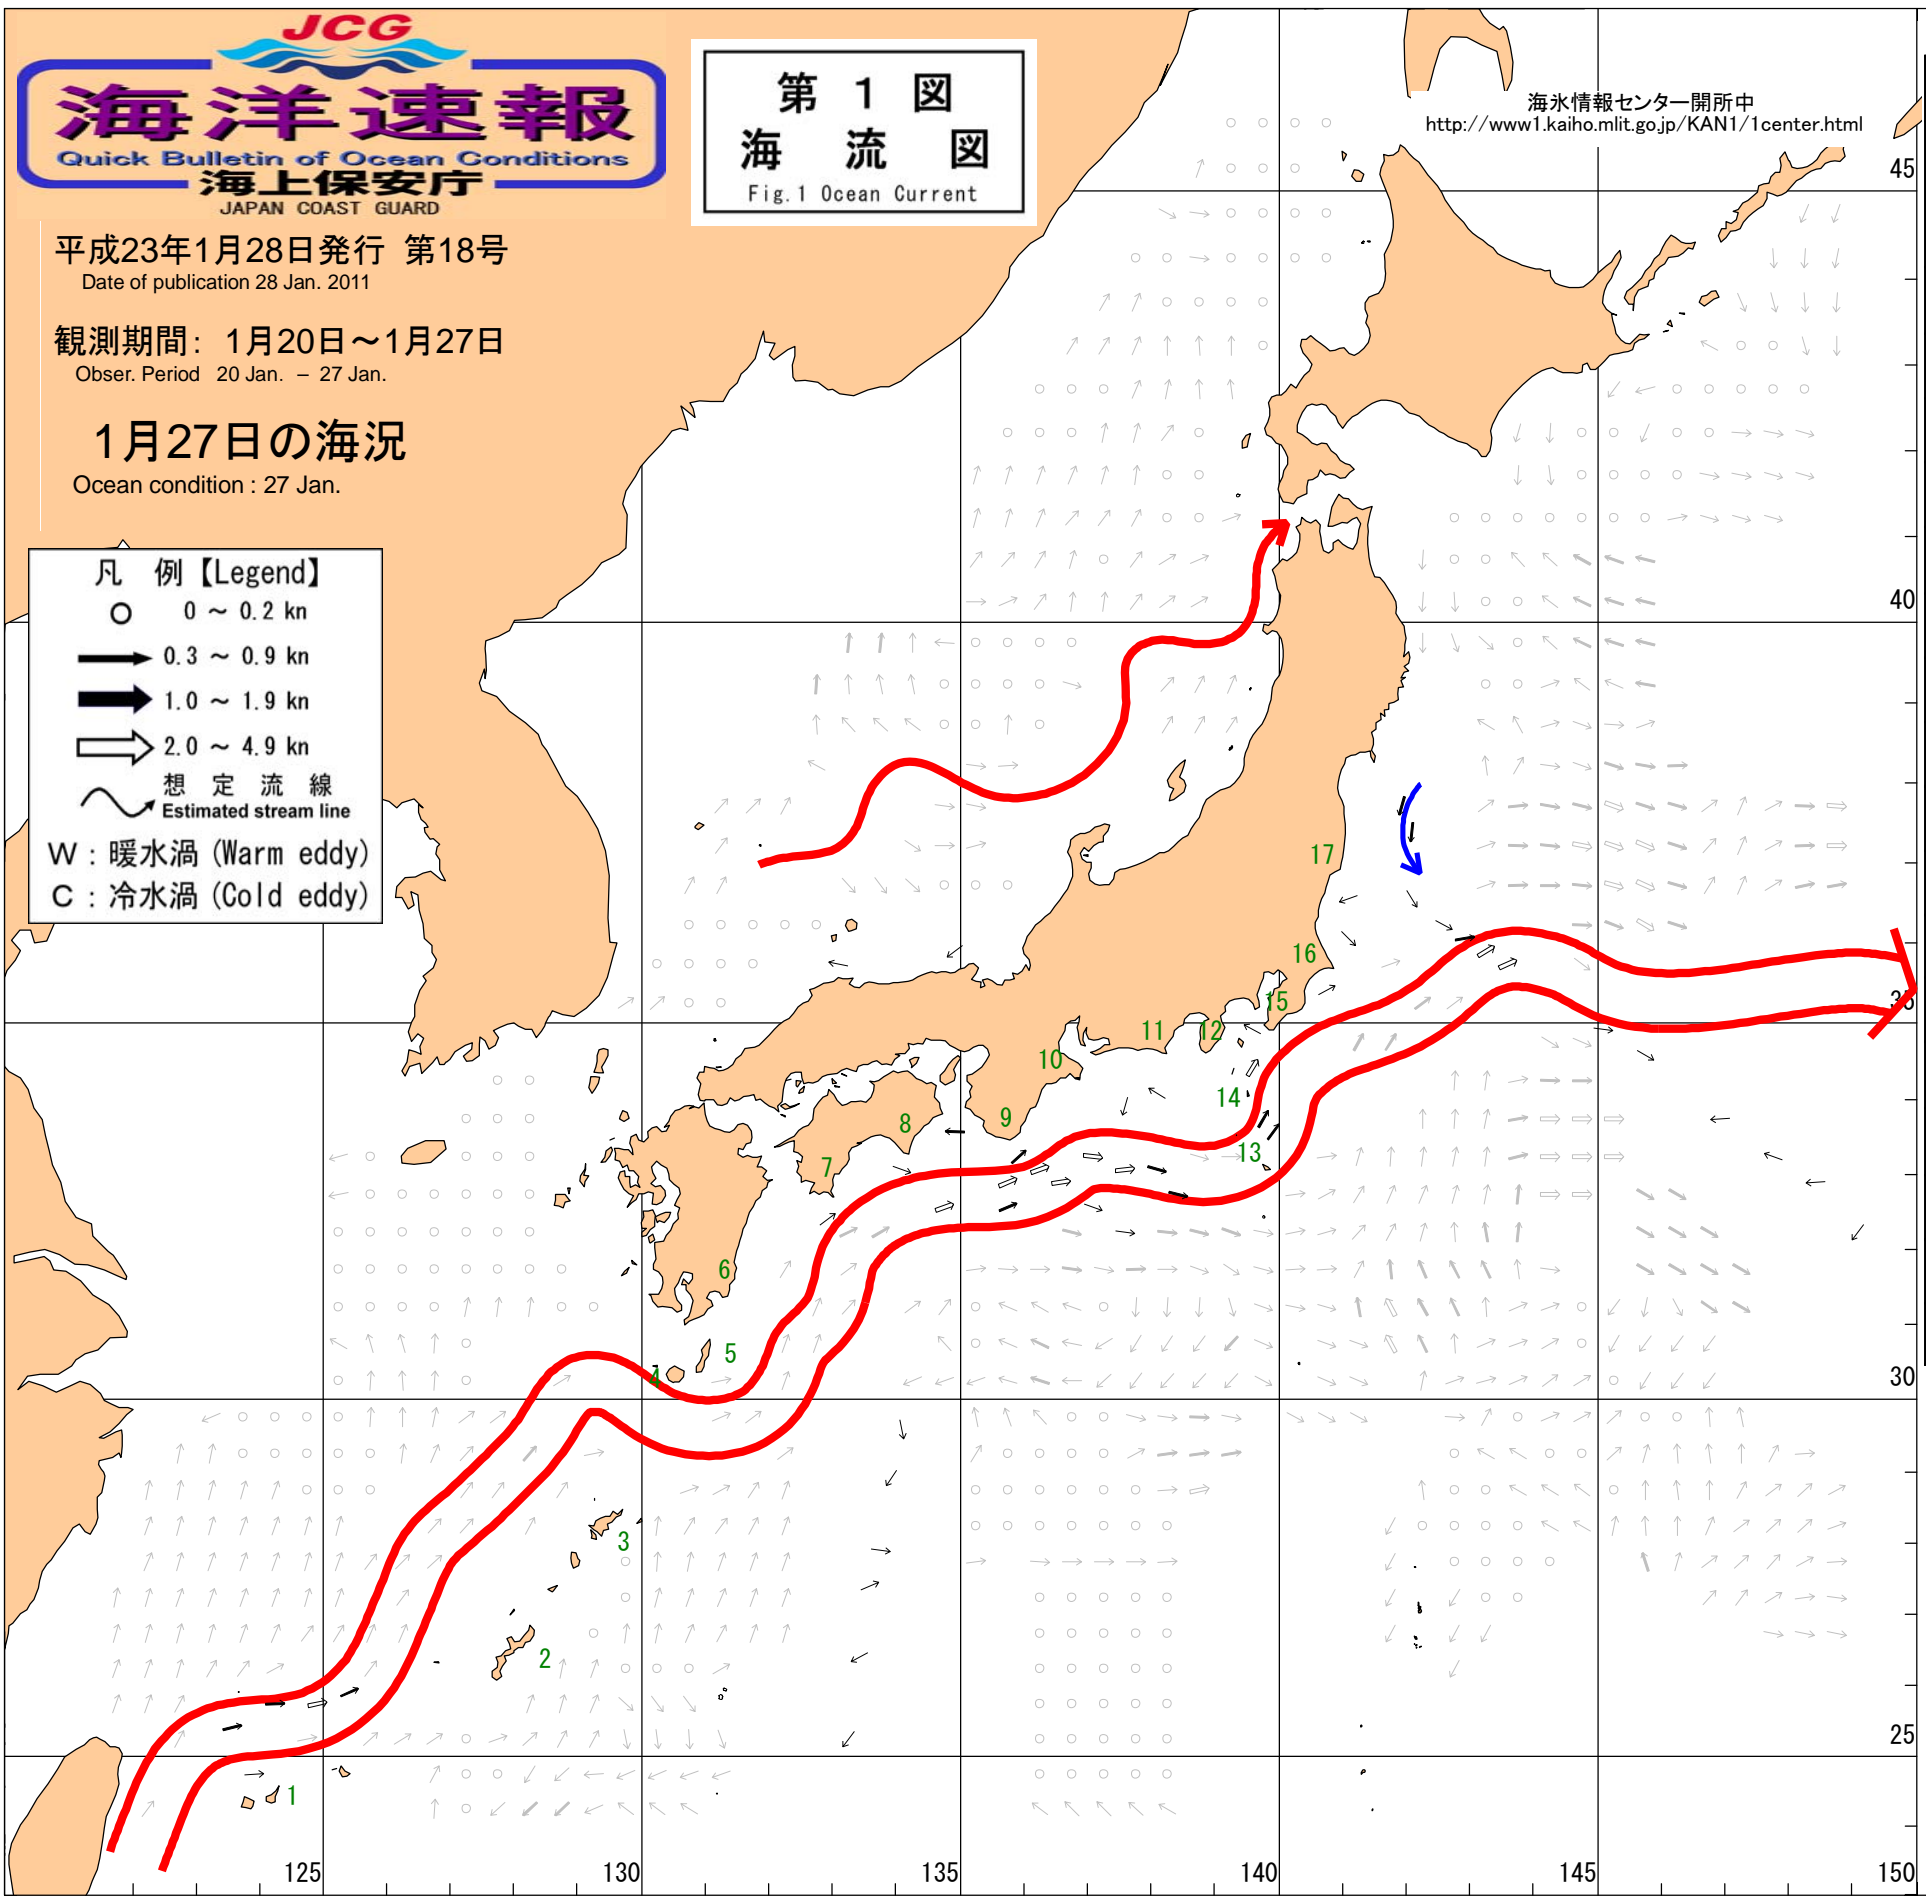 JCG
海洋速報
Quick Bulletin of Ocean Conditions
海上保安庁
JAPAN COAST GUARD
第 1 図
海 流 図
Fig.1 Ocean Current
海氷情報センター開所中
http://www1.kaiho.mlit.go.jp/KAN1/1center.html
平成23年1月28日発行 第18号
Date of publication 28 Jan. 2011
観測期間: 1月20日～1月27日
Obser. Period 20 Jan. – 27 Jan.
1月27日の海況
Ocean condition : 27 Jan.
凡 例【Legend】
0 ～ 0.2 kn
0.3 ～ 0.9 kn
1.0 ～ 1.9 kn
2.0 ～ 4.9 kn
想 定 流 線
Estimated stream line
W : 暖水渦 (Warm eddy)
C : 冷水渦 (Cold eddy)
45
40
35
30
25
17
16
15
12
11
10
14
9
8
13
7
6
5
4
3
2
1
125
130
135
140
145
150